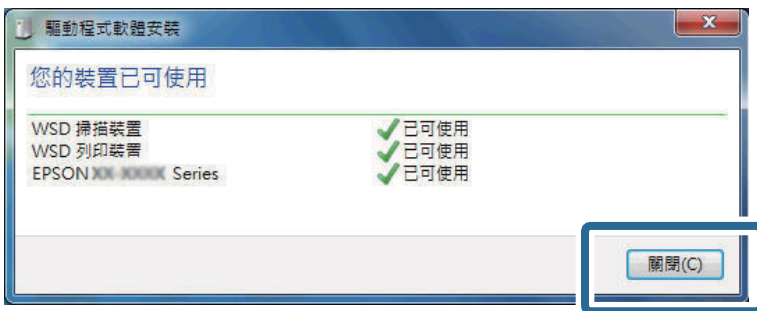 驅動程式軟體安裝
您的裝置已可使用
WSD 掃描裝置 已可使用
WSD 列印裝置 已可使用
EPSON XX-XXXX Series 已可使用
關閉(C)